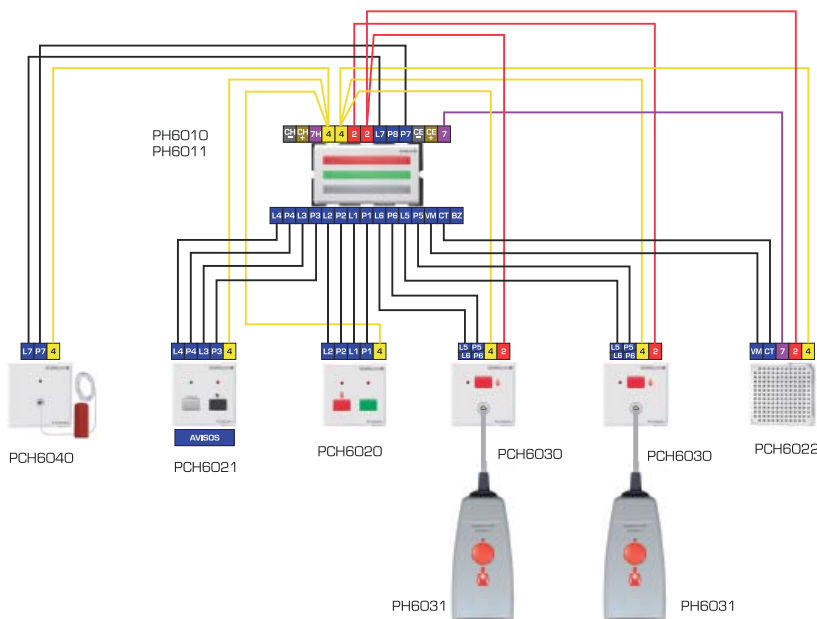 PH6010
PH6011
CH - CH + 7H 4 4 2 2 L7 P8 P7 CE - CE + 7
L4 P4 L3 P3 L2 P2 L1 P1 L6 P6 L5 P5 VM CT BZ
L7 P7 4
L4 P4 L3 P3 4
L2 P2 L1 P1 4
L5 P5 4 2
L6 P6
L5 P5 4 2
L6 P6
VM CT 7 2 4
AVISOS
PCH6040
PCH6021
PCH6020
PCH6030
PCH6030
PCH6022
PH6031
PH6031